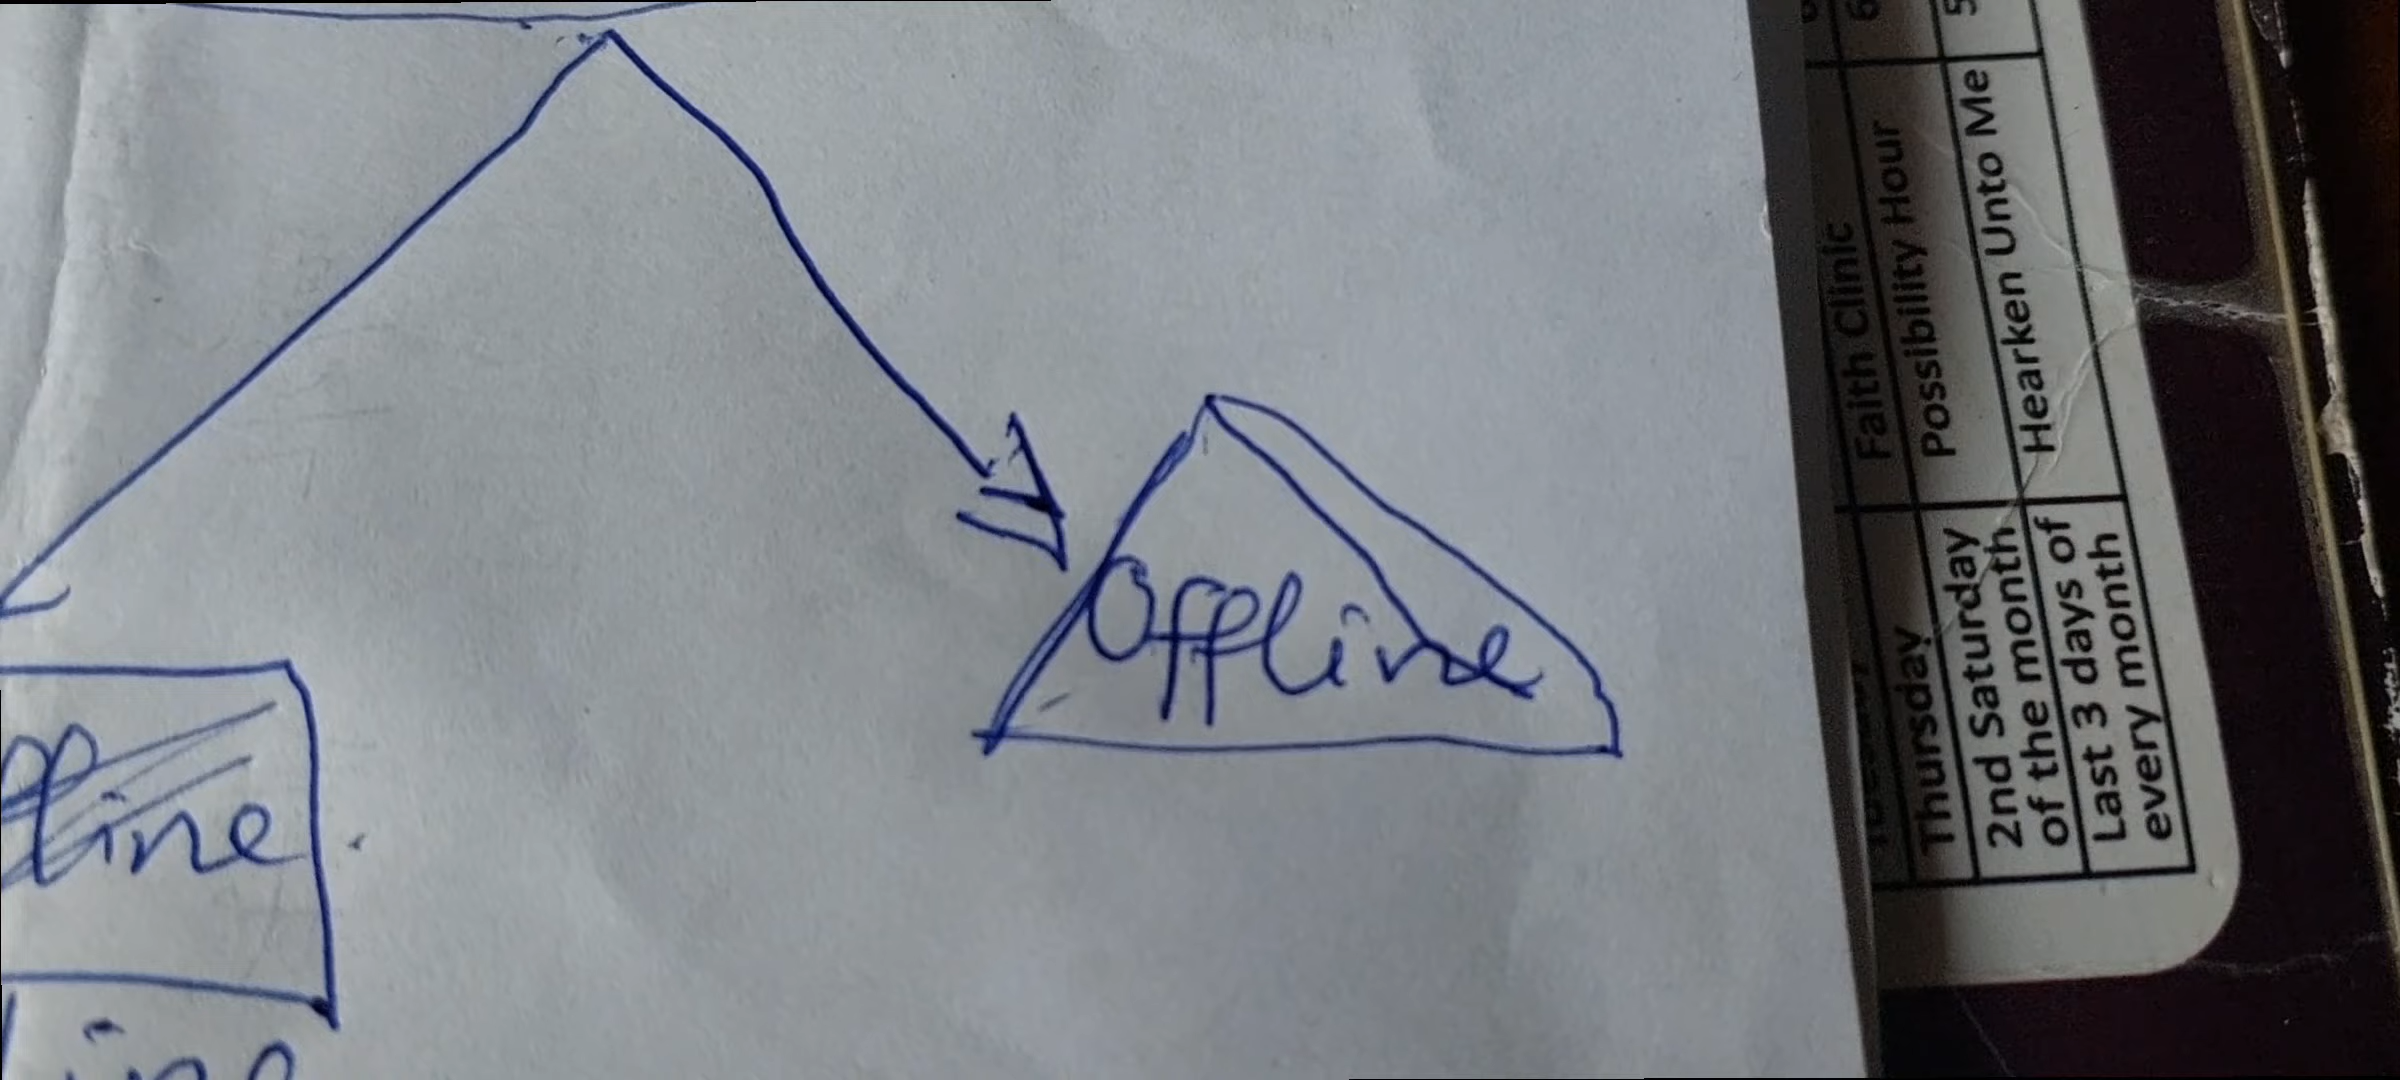 Offline
line
Faith Clinic
Thursday Possibility Hour
2nd Saturday
of the month Hearken Unto Me
Last 3 days of
every month